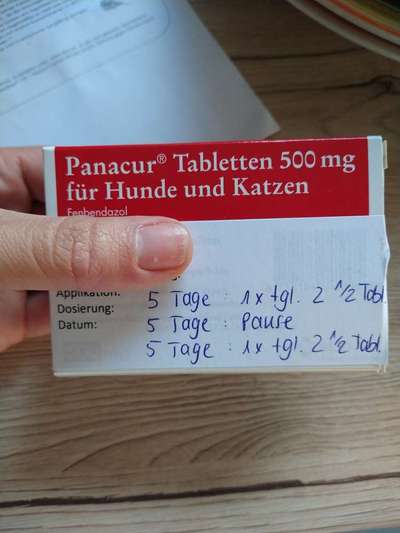 Panacur® Tabletten 500 mg
für Hunde und Katzen
Fenbendazol
Applikation:
Dosierung: 5 Tage : 1x tgl. 2 1/2 Tabl.
Datum: 5 Tage : Pause
5 Tage : 1x tgl. 2 1/2 Tabl.